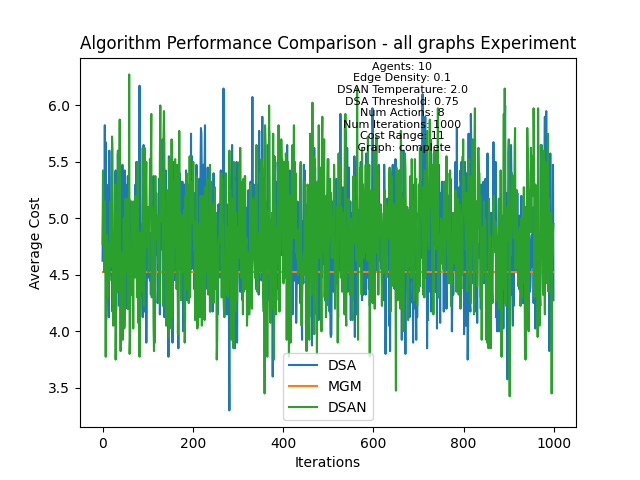 Algorithm Performance Comparison - all graphs Experiment
Agents: 10
Edge Density: 0.1
DSAN Temperature: 2.0
DSA Threshold: 0.75
Num Actions: 8
Num Iterations: 1000
Cost Range: 11
Graph: complete
Average Cost
6.0
5.5
5.0
4.5
4.0
3.5
DSA
MGM
DSAN
0 200 400 600 800 1000
Iterations